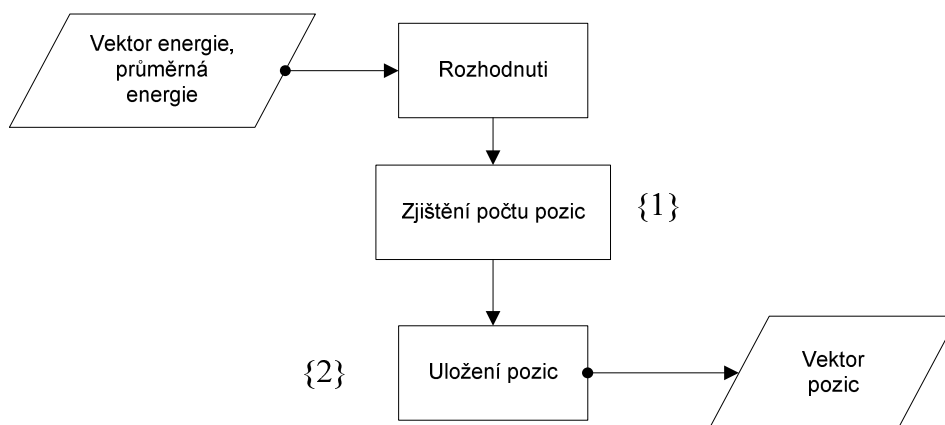 Vektor energie,
průměrná
energie
Rozhodnuti
Zjištění počtu pozic
{1}
{2}
Uložení pozic
Vektor
pozic